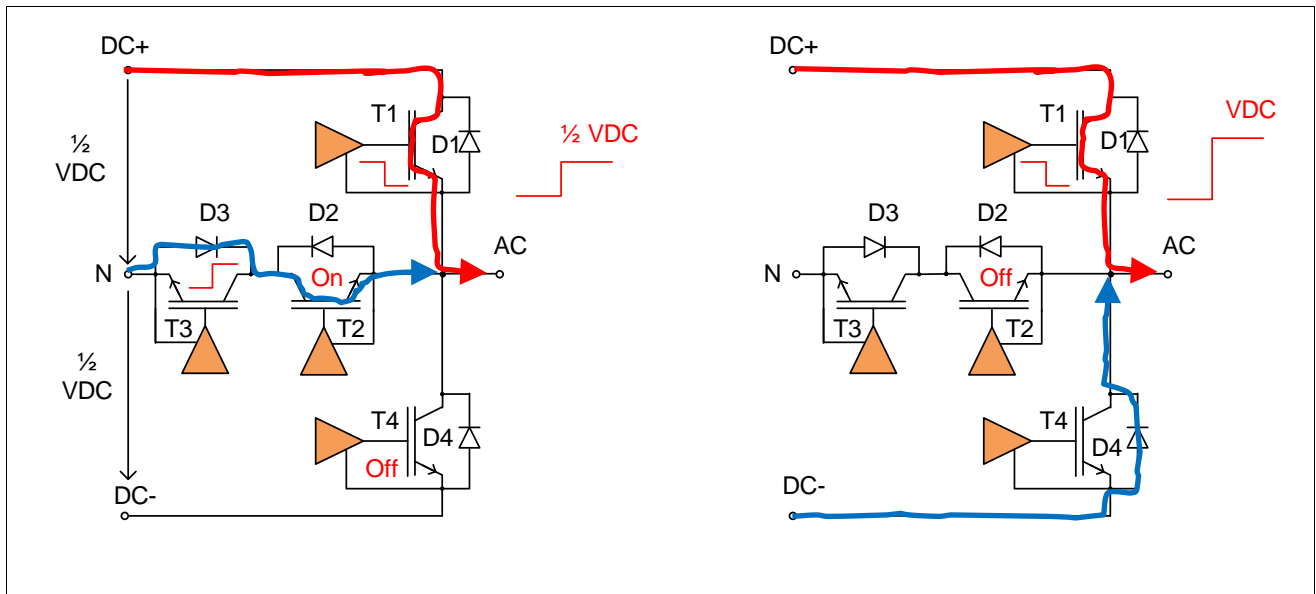 DC+
T1
D1
½ VDC
½
VDC
D3
D2
N
On
AC
T3
T2
½
VDC
T4
D4
Off
DC-
DC+
T1
D1
VDC
D3
D2
N
Off
AC
T3
T2
T4
D4
DC-